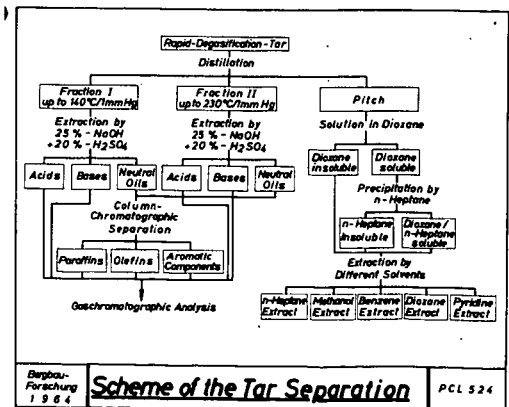 Rapid-Degasification-Tar
Distillation
Fraction I
up to 140°C/1mmHg
Fraction II
up to 230°C/1mmHg
Pitch
Extraction by
25 % - NaOH
+20 % - H₂SO₄
Extraction by
25 % - NaOH
+20 % - H₂SO₄
Solution in Dioxane
Acids
Bases
Neutral
Oils
Acids
Bases
Neutral
Oils
Dioxane
insoluble
Dioxane
soluble
Column-
Chromatographic
Separation
Precipitation by
n-Heptane
n-Heptane
Insoluble
Dioxane/
n-Heptane
soluble
Paraffins
Olefins
Aromatic
Components
Extraction by
Different Solvents
Gaschromatographic Analysis
n-Heptane
Extract
Methanol
Extract
Benzene
Extract
Dioxane
Extract
Pyridine
Extract
Bergbau-
Forschung
1964
Scheme of the Tar Separation
PCL 524